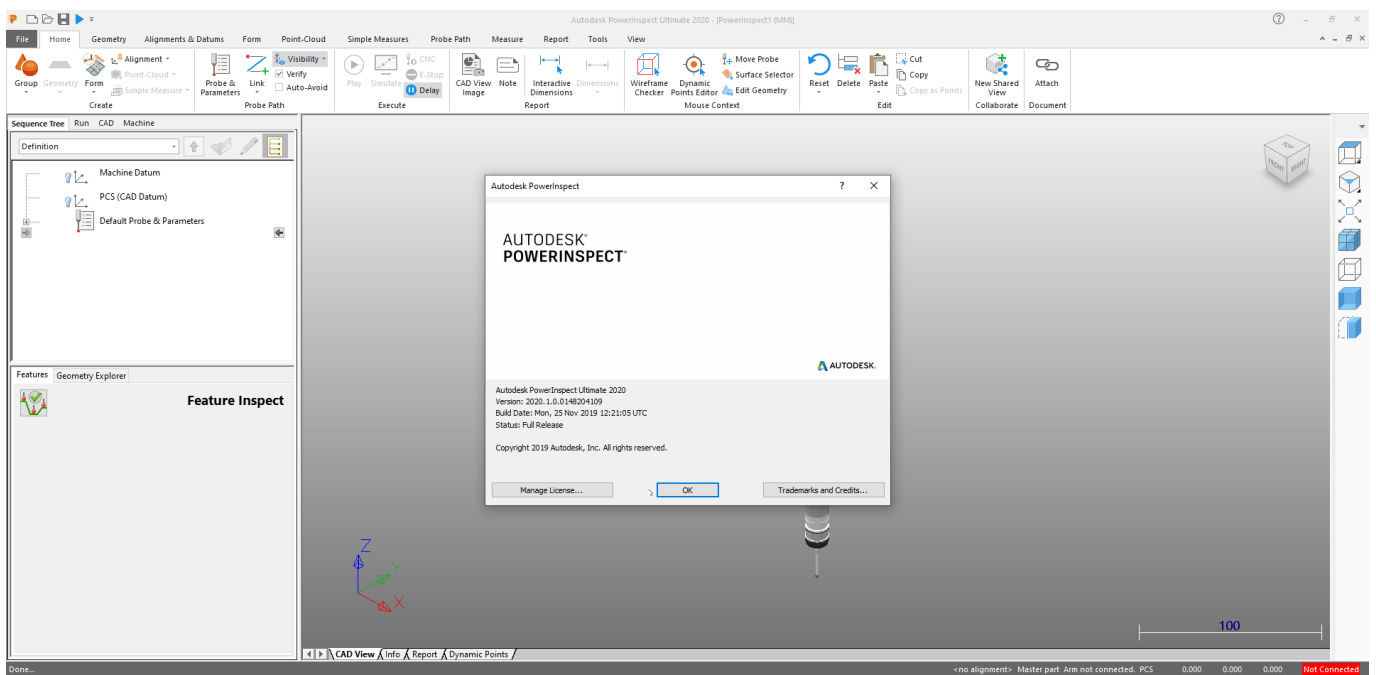 Autodesk PowerInspect Ultimate 2020 - [PowerInspect1 (MM)]
File Home Geometry Alignments & Datums Form Point-Cloud Simple Measures Probe Path Measure Report Tools View
Group Geometry Form Alignment Point-Cloud Simple Measure
Create
Probe & Parameters Link Visibility Verify Auto-Avoid
Probe Path
Play Simulate CNC E-Stop Delay
Execute
CAD View Image Note Interactive Dimensions Dimensions
Report
Wireframe Checker Dynamic Points Editor Move Probe Surface Selector Edit Geometry
Mouse Context
Reset Delete Paste Cut Copy Copy as Points
Edit
New Shared View
Collaborate
Attach
Document
Sequence Tree Run CAD Machine
Definition
Machine Datum
PCS (CAD Datum)
Default Probe & Parameters
Features Geometry Explorer
Feature Inspect
TOP
FRONT RIGHT
Autodesk PowerInspect ? X
AUTODESK®
POWERINSPECT®
AUTODESK.
Autodesk PowerInspect Ultimate 2020
Version: 2020.1.0.0148204109
Build Date: Mon, 25 Nov 2019 12:21:05 UTC
Status: Full Release
Copyright 2019 Autodesk, Inc. All rights reserved.
Manage License... OK Trademarks and Credits...
Z
Y
X
100
CAD View Info Report Dynamic Points
Done... <no alignment> Master part Arm not connected. PCS 0.000 0.000 0.000 Not Connected